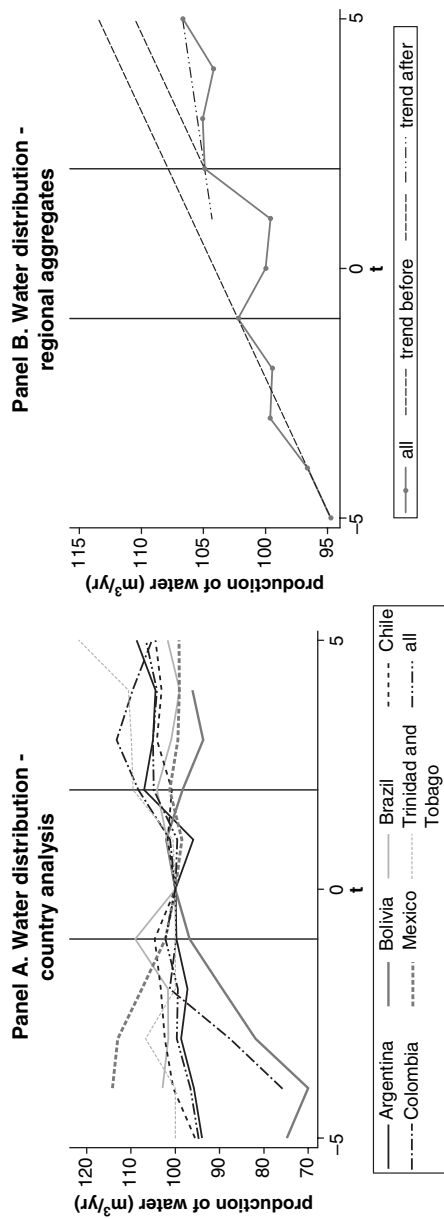 Panel A. Water distribution -
country analysis
production of water (m³/yr)
120
110
100
90
80
70
-5
0
5
t
Argentina
Bolivia
Brazil
Chile
Colombia
Mexico
Trinidad and
Tobago
all
Panel B. Water distribution -
regional aggregates
production of water (m³/yr)
115
110
105
100
95
-5
0
5
t
all
trend before
trend after